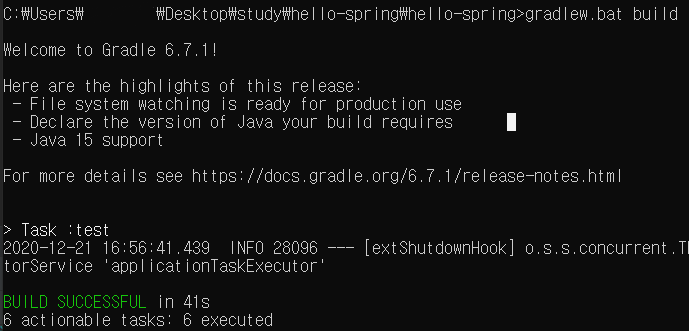 C:₩Users₩ ₩Desktop₩study₩hello-spring₩hello-spring>gradlew.bat build
Welcome to Gradle 6.7.1!
Here are the highlights of this release:
- File system watching is ready for production use
- Declare the version of Java your build requires
- Java 15 support
For more details see https://docs.gradle.org/6.7.1/release-notes.html
> Task :test
2020-12-21 16:56:41.439 INFO 28096 --- [extShutdownHook] o.s.s.concurrent.Th
torService 'applicationTaskExecutor'
BUILD SUCCESSFUL in 41s
6 actionable tasks: 6 executed